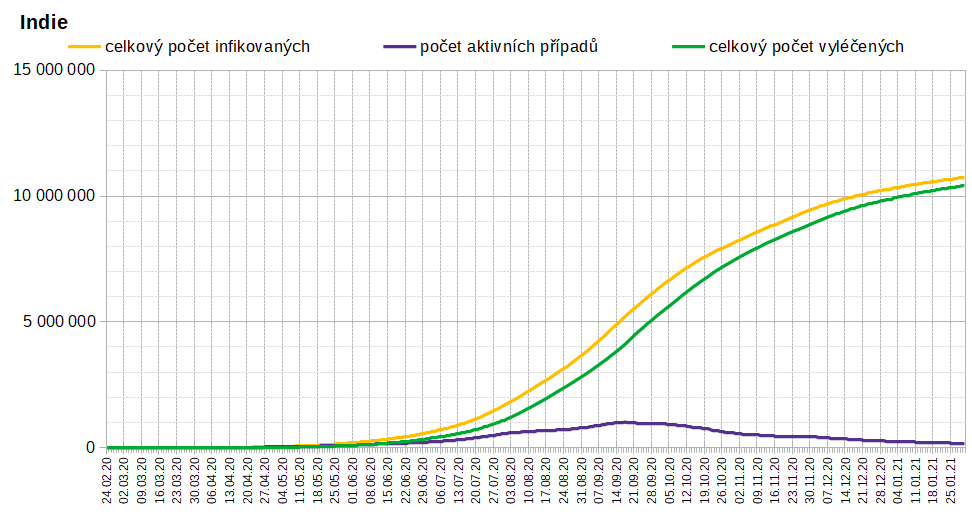 Indie
celkový počet infikovaných počet aktivních případů celkový počet vyléčených
15 000 000
10 000 000
5 000 000
0
24.02.20 02.03.20 09.03.20 16.03.20 23.03.20 30.03.20 06.04.20 13.04.20 20.04.20 27.04.20 04.05.20 11.05.20 18.05.20 25.05.20 01.06.20 08.06.20 15.06.20 22.06.20 29.06.20 06.07.20 13.07.20 20.07.20 27.07.20 03.08.20 10.08.20 17.08.20 24.08.20 31.08.20 07.09.20 14.09.20 21.09.20 28.09.20 05.10.20 12.10.20 19.10.20 26.10.20 02.11.20 09.11.20 16.11.20 23.11.20 30.11.20 07.12.20 14.12.20 21.12.20 28.12.20 04.01.21 11.01.21 18.01.21 25.01.21